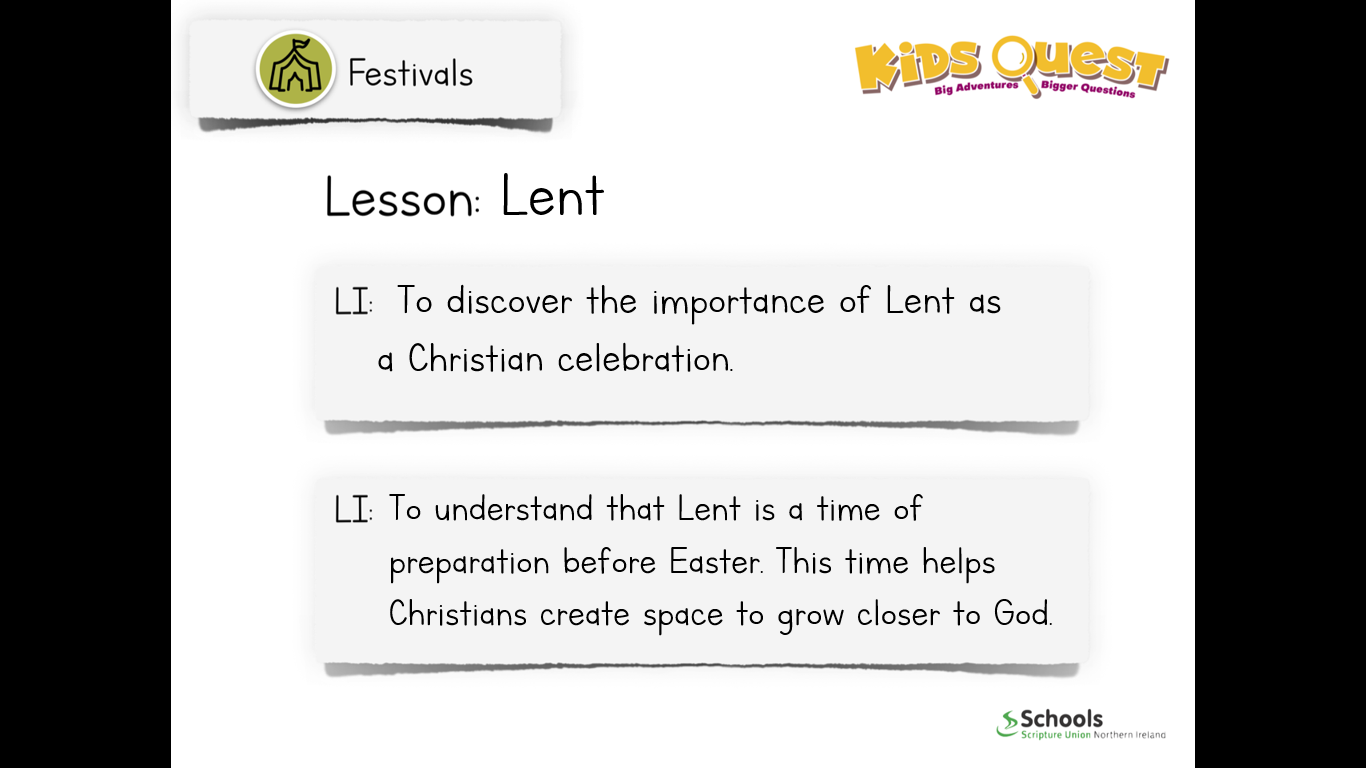 Festivals
KiDS QUEST
Big Adventures Bigger Questions
Lesson: Lent
LI: To discover the importance of Lent as
a Christian celebration.
LI: To understand that Lent is a time of
preparation before Easter. This time helps
Christians create space to grow closer to God.
Schools
Scripture Union Northern Ireland